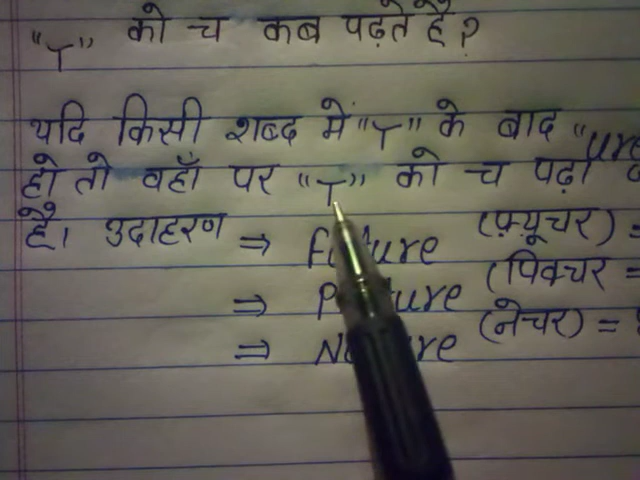 "T" को च कब पढ़ते है?
यदि किसी शब्द में "T" के बाद "ure
हो तो वहाँ पर "T" को च पढ़ा
है। उदाहरण ⇒ (फ़्यूचर) =
⇒ (पिक्चर =
⇒ (नेचर) =